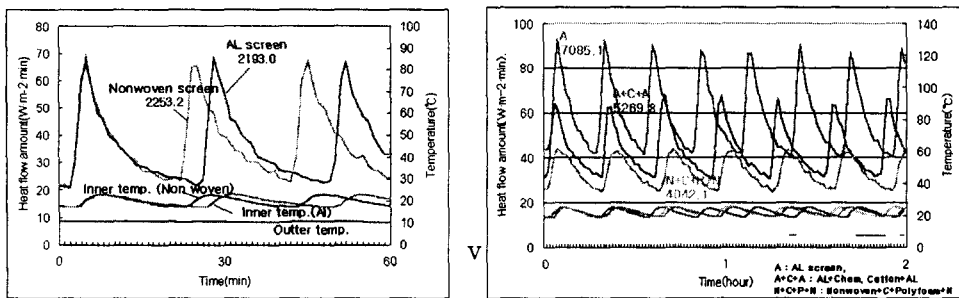 Heat flow amount(W m-2 min)
80
70
60
50
40
30
20
10
0
AL screen
2193.0
Nonwoven screen
2253.2
Inner temp. (Non woven)
Inner temp.(Al)
Outter temp.
100
90
80
70
60
50
40
30
20
10
0
Temperature(℃)
0
30
60
Time(min)
V
Heat flow amount (W m-2 min)
100
80
60
40
20
0
A
7085.1
A+C+A
5269.8
4042.1
140
120
100
80
60
40
20
0
Temperature(℃)
0
1
2
Time(hour)
A : AL screen,
A+C+A : AL+Chem, Cotton+AL
N+C+P+N : Nonwoven+C+Polyfoam+N